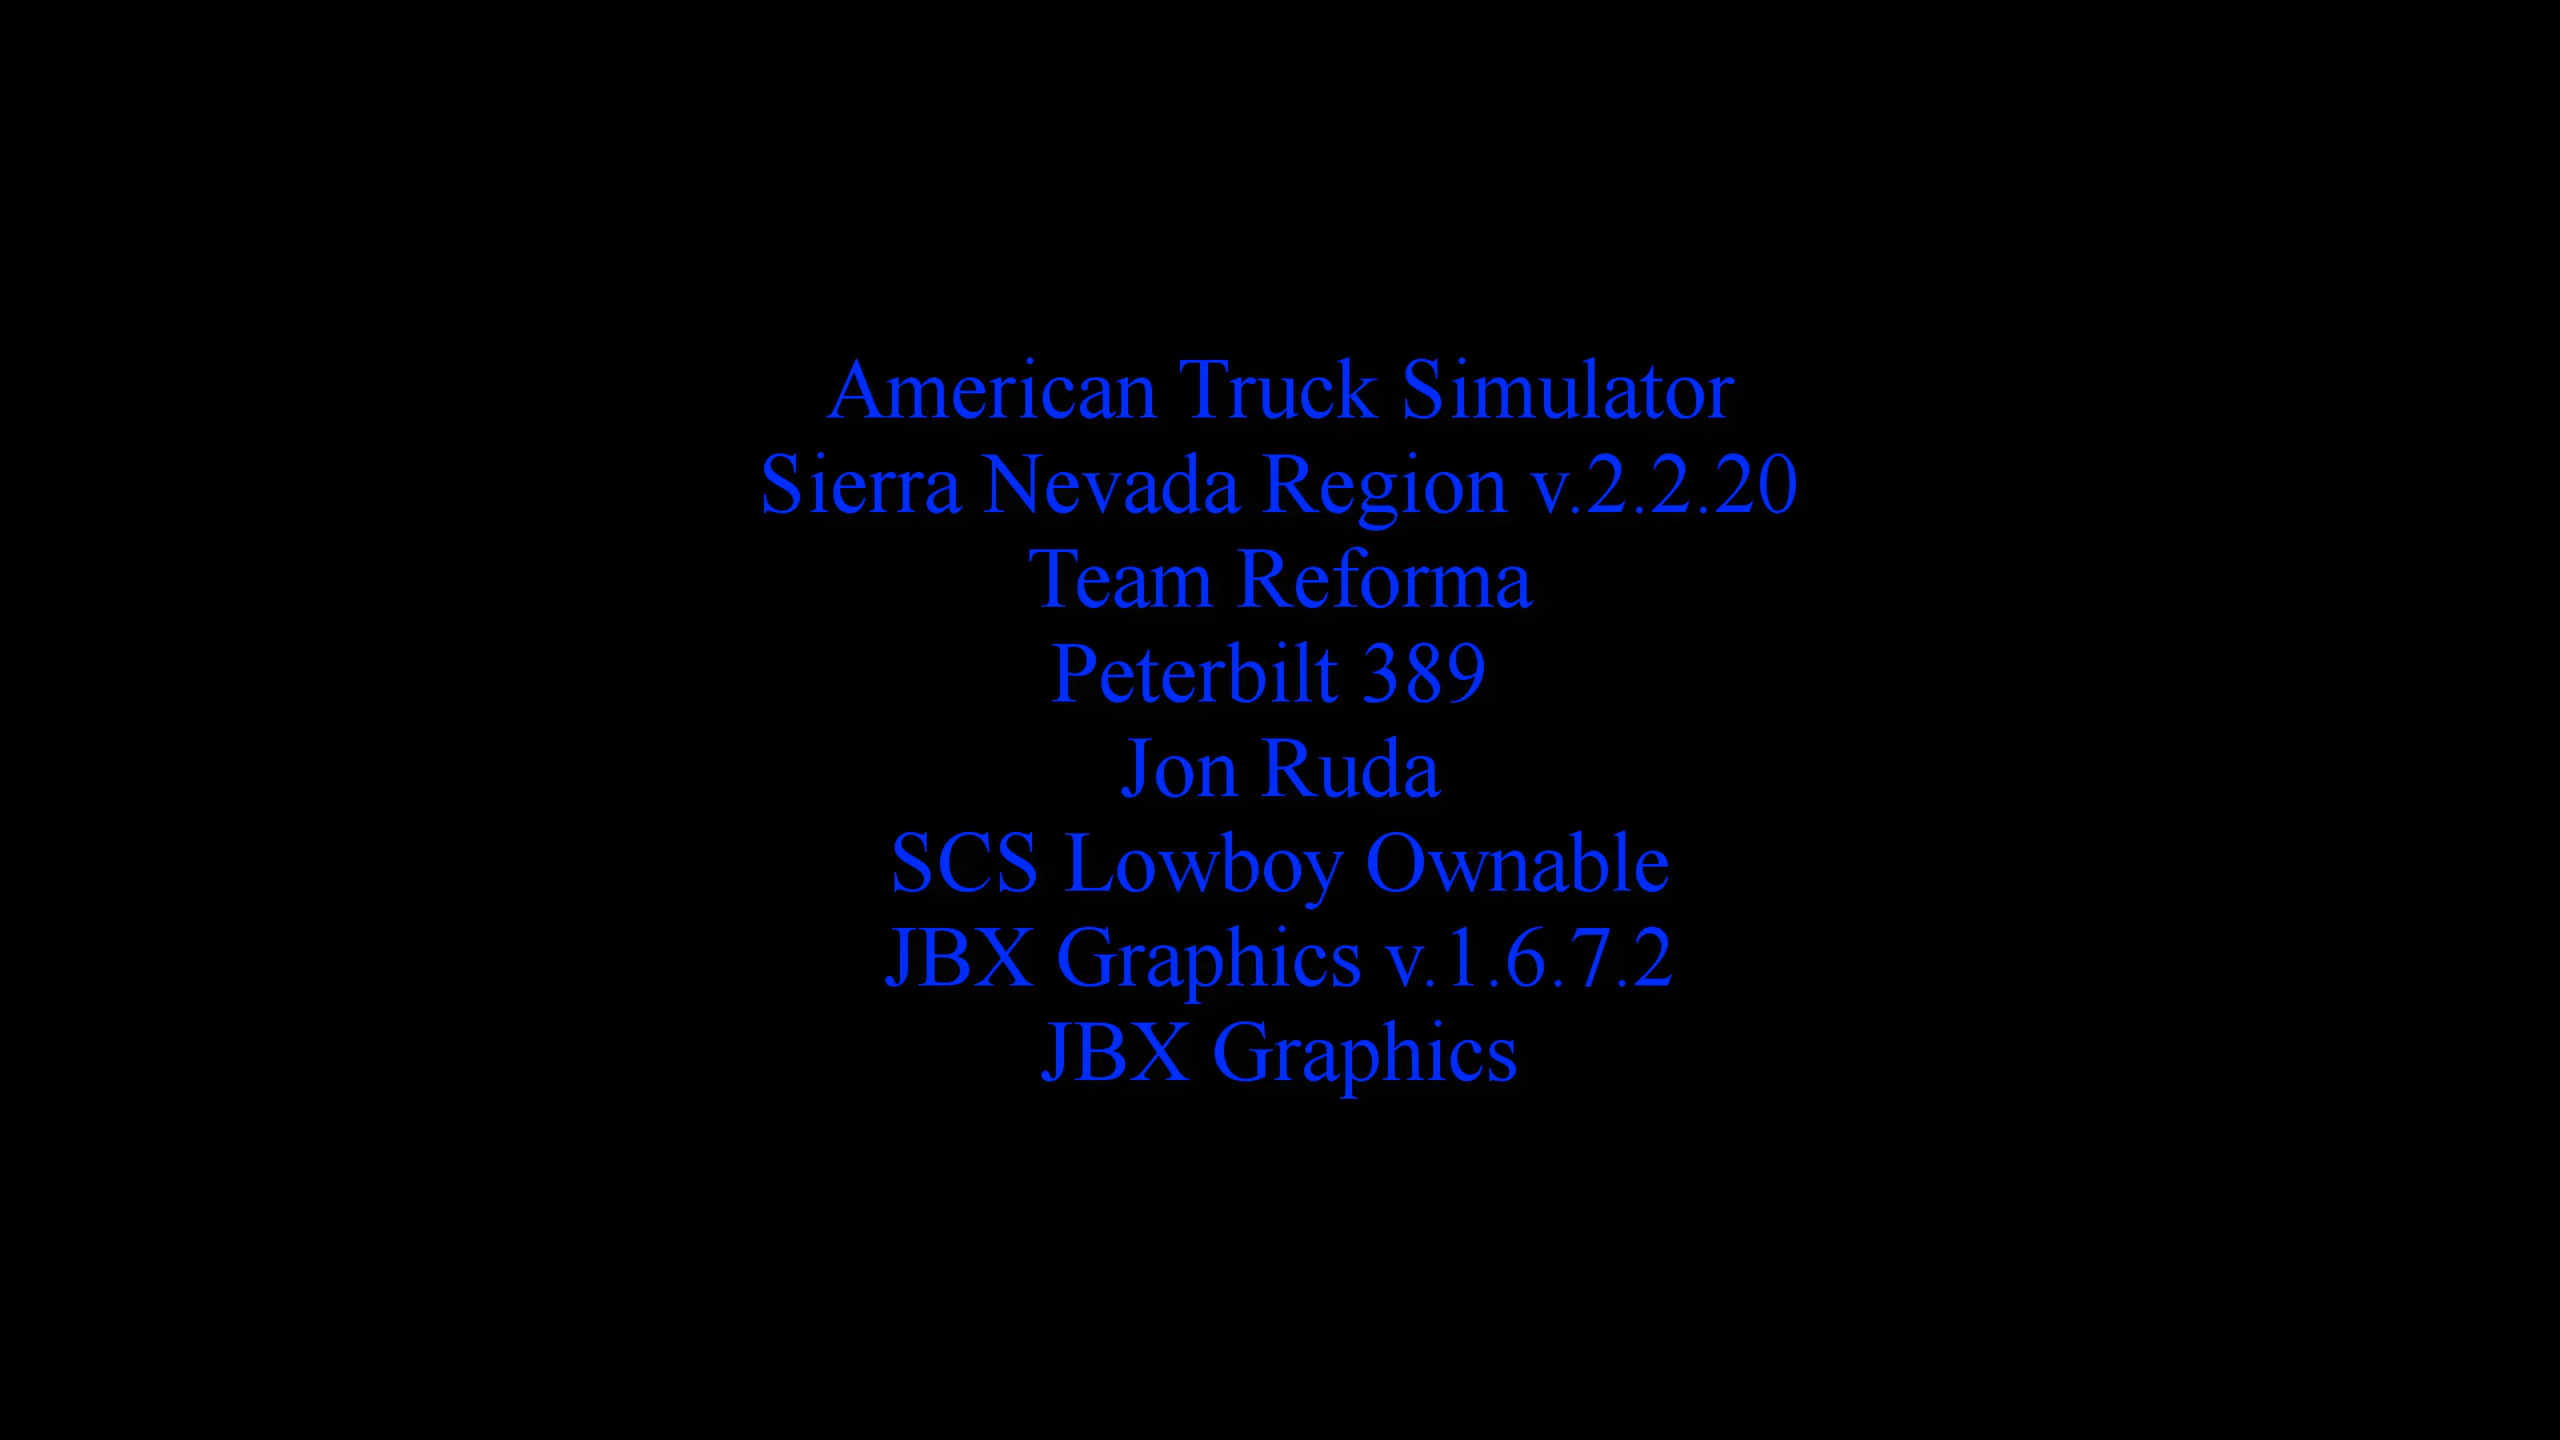 American Truck Simulator
Sierra Nevada Region v.2.2.20
Team Reforma
Peterbilt 389
Jon Ruda
SCS Lowboy Ownable
JBX Graphics v.1.6.7.2
JBX Graphics